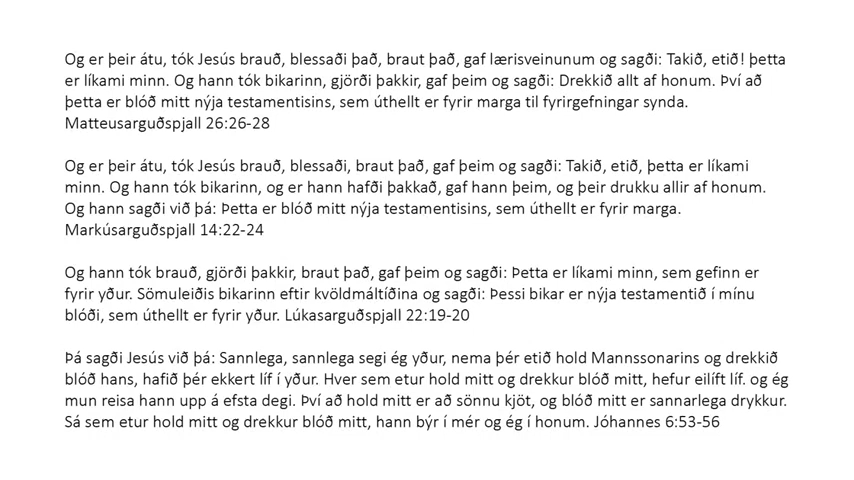 Og er þeir átu, tók Jesús brauð, blessaði það, braut það, gaf lærisveinunum og sagði: Takið, etið! þetta
er líkami minn. Og hann tók bikarinn, gjörði þakkir, gaf þeim og sagði: Drekkið allt af honum. Því að
þetta er blóð mitt nýja testamentisins, sem úthellt er fyrir marga til fyrirgefningar synda.
Matteusarguðspjall 26:26-28
Og er þeir átu, tók Jesús brauð, blessaði, braut það, gaf þeim og sagði: Takið, etið, þetta er líkami
minn. Og hann tók bikarinn, og er hann hafði þakkað, gaf hann þeim, og þeir drukku allir af honum.
Og hann sagði við þá: Þetta er blóð mitt nýja testamentisins, sem úthellt er fyrir marga.
Markúsarguðspjall 14:22-24
Og hann tók brauð, gjörði þakkir, braut það, gaf þeim og sagði: Þetta er líkami minn, sem gefinn er
fyrir yður. Sömuleiðis bikarinn eftir kvöldmáltíðina og sagði: Þessi bikar er nýja testamentið í mínu
blóði, sem úthellt er fyrir yður. Lúkasarguðspjall 22:19-20
Þá sagði Jesús við þá: Sannlega, sannlega segi ég yður, nema þér etið hold Mannssonarins og drekkið
blóð hans, hafið þér ekkert líf í yður. Hver sem etur hold mitt og drekkur blóð mitt, hefur eilíft líf. og ég
mun reisa hann upp á efsta degi. Því að hold mitt er að sönnu kjöt, og blóð mitt er sannarlega drykkur.
Sá sem etur hold mitt og drekkur blóð mitt, hann býr í mér og ég í honum. Jóhannes 6:53-56